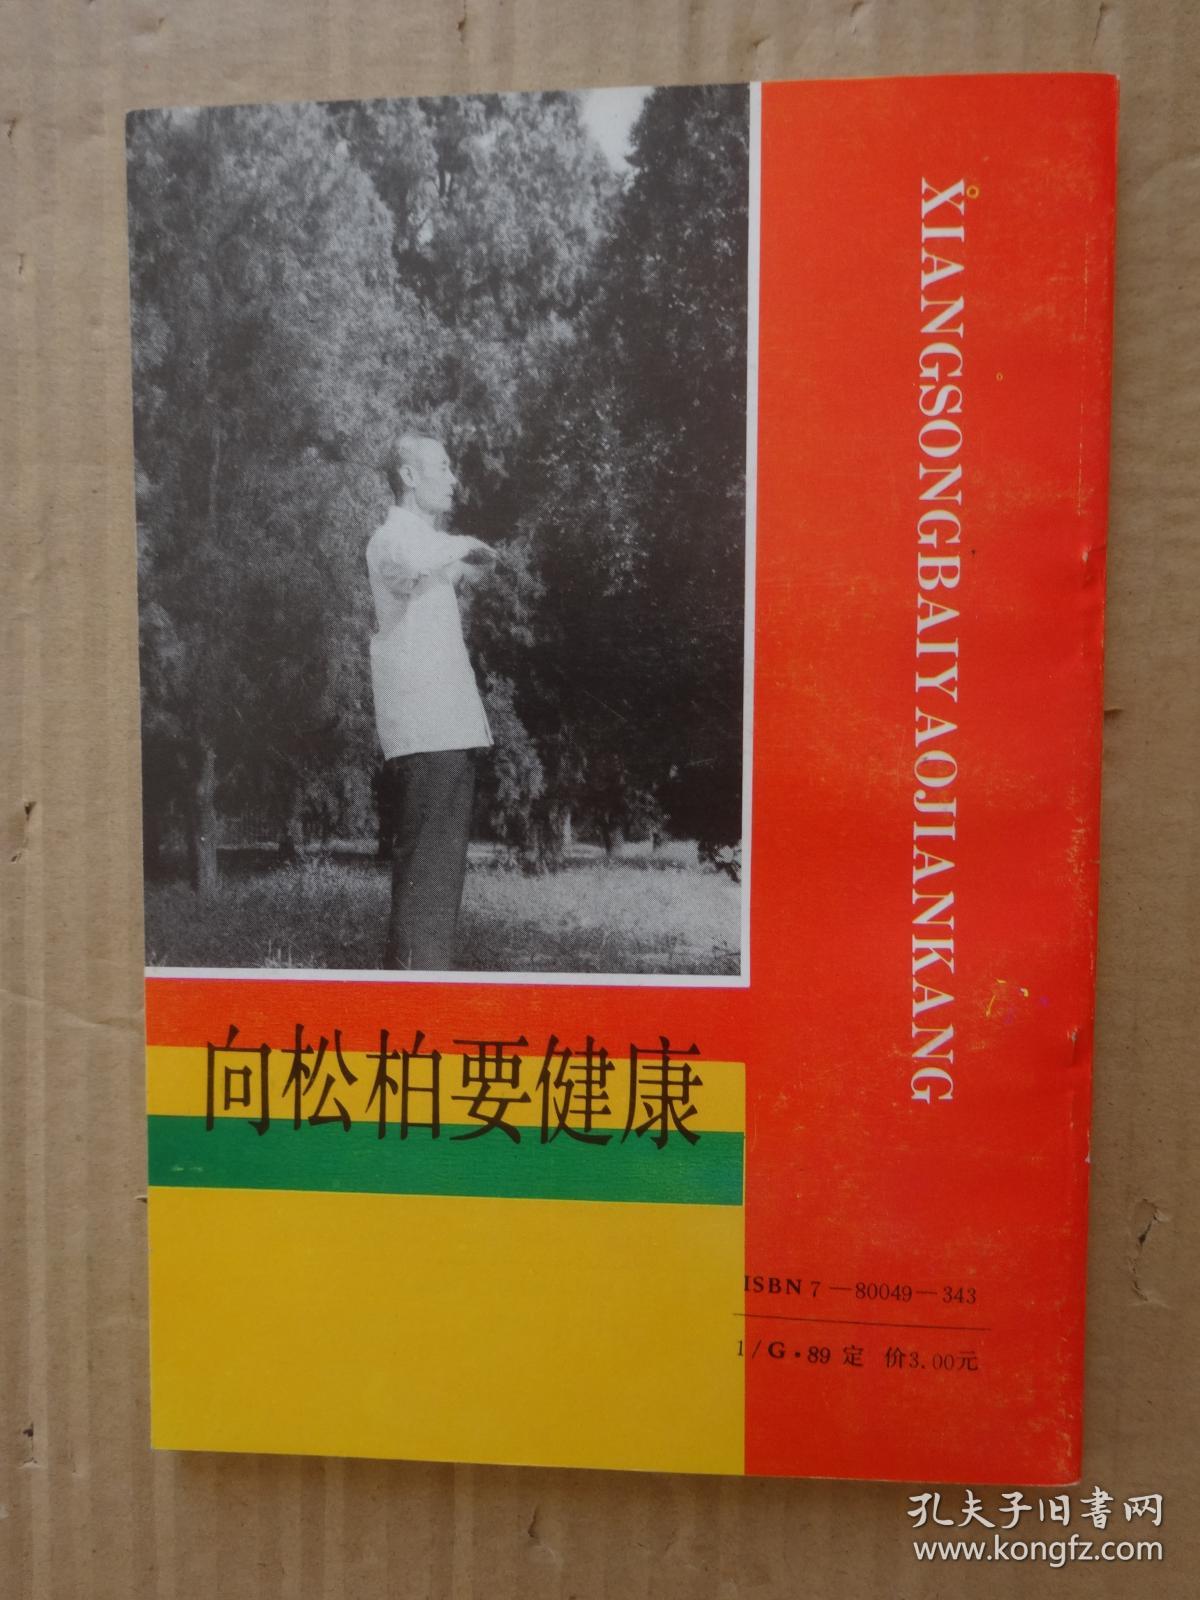 XIANGSONGBAIYAOJIANKANG
向松柏要健康
ISBN 7—80049—343
1/G·89 定 价3.00元
孔夫子旧书网
www.kongfz.com